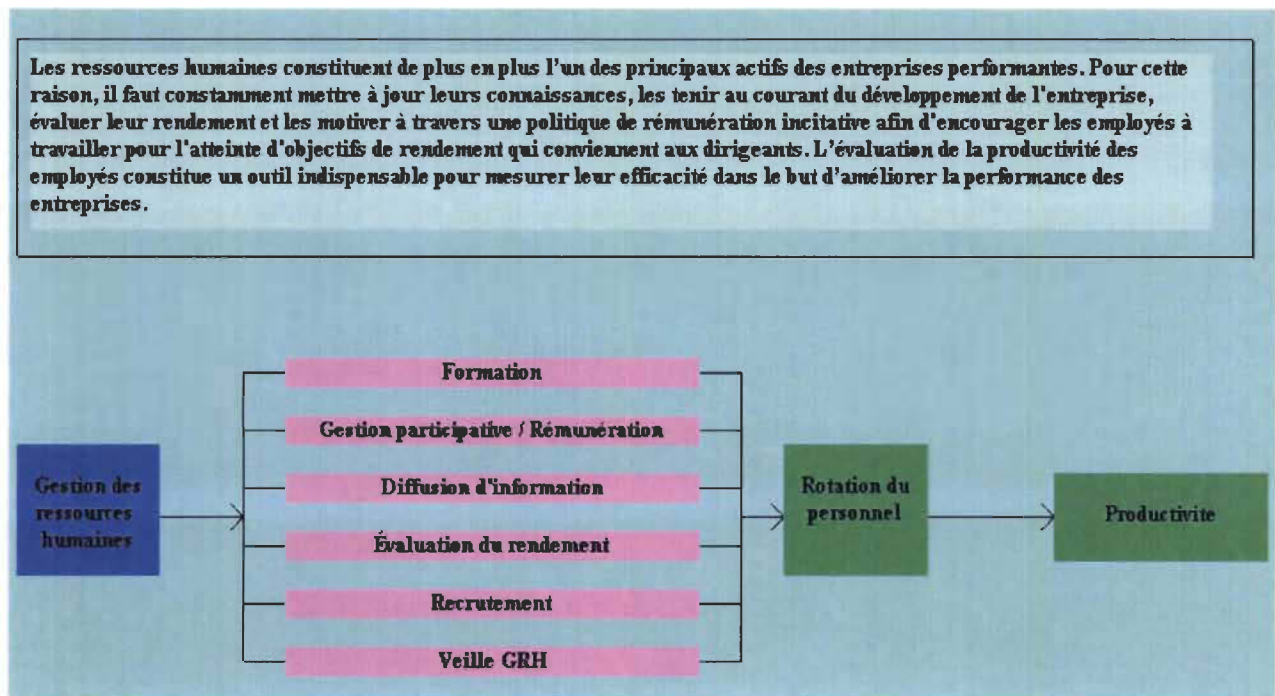 Les ressources humaines constituent de plus en plus l'un des principaux actifs des entreprises performantes. Pour cette
raison, il faut constamment mettre à jour leurs connaissances, les tenir au courant du développement de l'entreprise,
évaluer leur rendement et les motiver à travers une politique de rémunération incitative afin d'encourager les employés à
travailler pour l'atteinte d'objectifs de rendement qui conviennent aux dirigeants. L'évaluation de la productivité des
employés constitue un outil indispensable pour mesurer leur efficacité dans le but d'améliorer la performance des
entreprises.
Formation
Gestion participative / Rémunération
Diffusion d'information
Évaluation du rendement
Recrutement
Veille GRH
Gestion des
ressources
humaines
Rotation du
personnel
Productivite